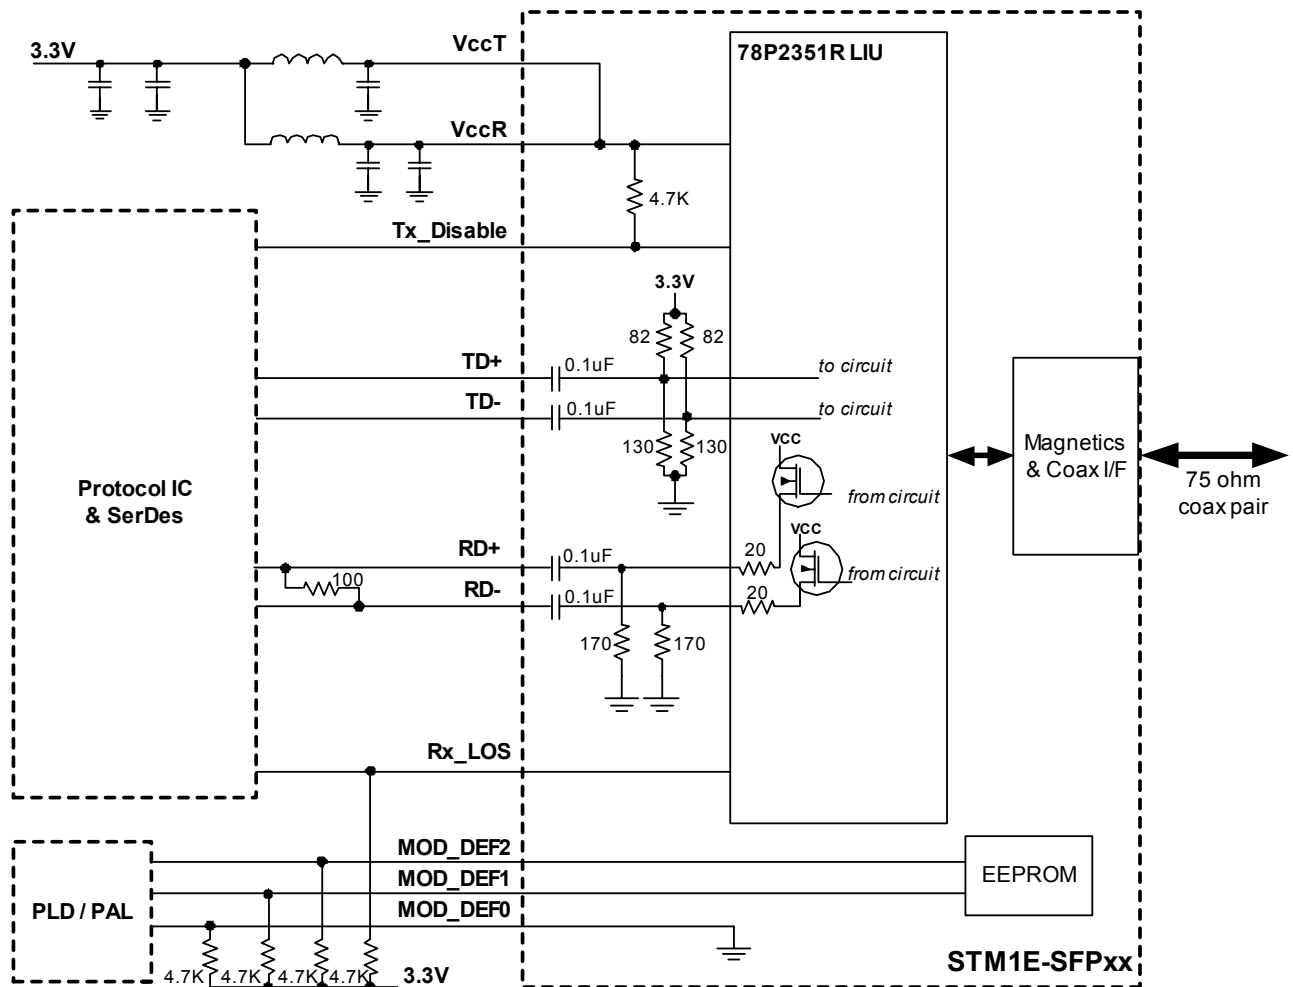 3.3V
VccT
78P2351R LIU
VccR
4.7K
Tx_Disable
3.3V
82
82
TD+
0.1uF
to circuit
TD-
0.1uF
to circuit
130
130
VCC
Magnetics
& Coax I/F
75 ohm
coax pair
Protocol IC
& SerDes
from circuit
VCC
RD+
0.1uF
20
from circuit
100
RD-
0.1uF
20
170
170
Rx_LOS
MOD_DEF2
EEPROM
MOD_DEF1
PLD / PAL
MOD_DEF0
4.7K
4.7K
4.7K
4.7K
3.3V
STM1E-SFPxx